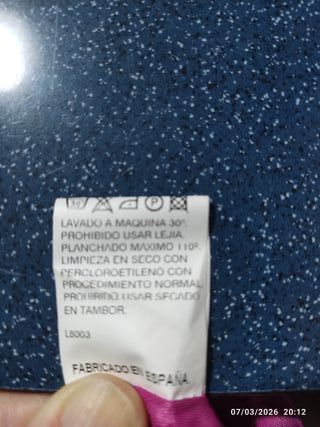 30 P
LAVADO A MAQUINA 30º.
PROHIBIDO USAR LEJIA.
PLANCHADO MAXIMO 110º.
LIMPIEZA EN SECO CON
PERCLOROETILENO CON
PROCEDIMIENTO NORMAL
PROHIBIDO USAR SECADO
EN TAMBOR.
L8003
FABRICADO EN ESPAÑA
07/03/2026 20:12